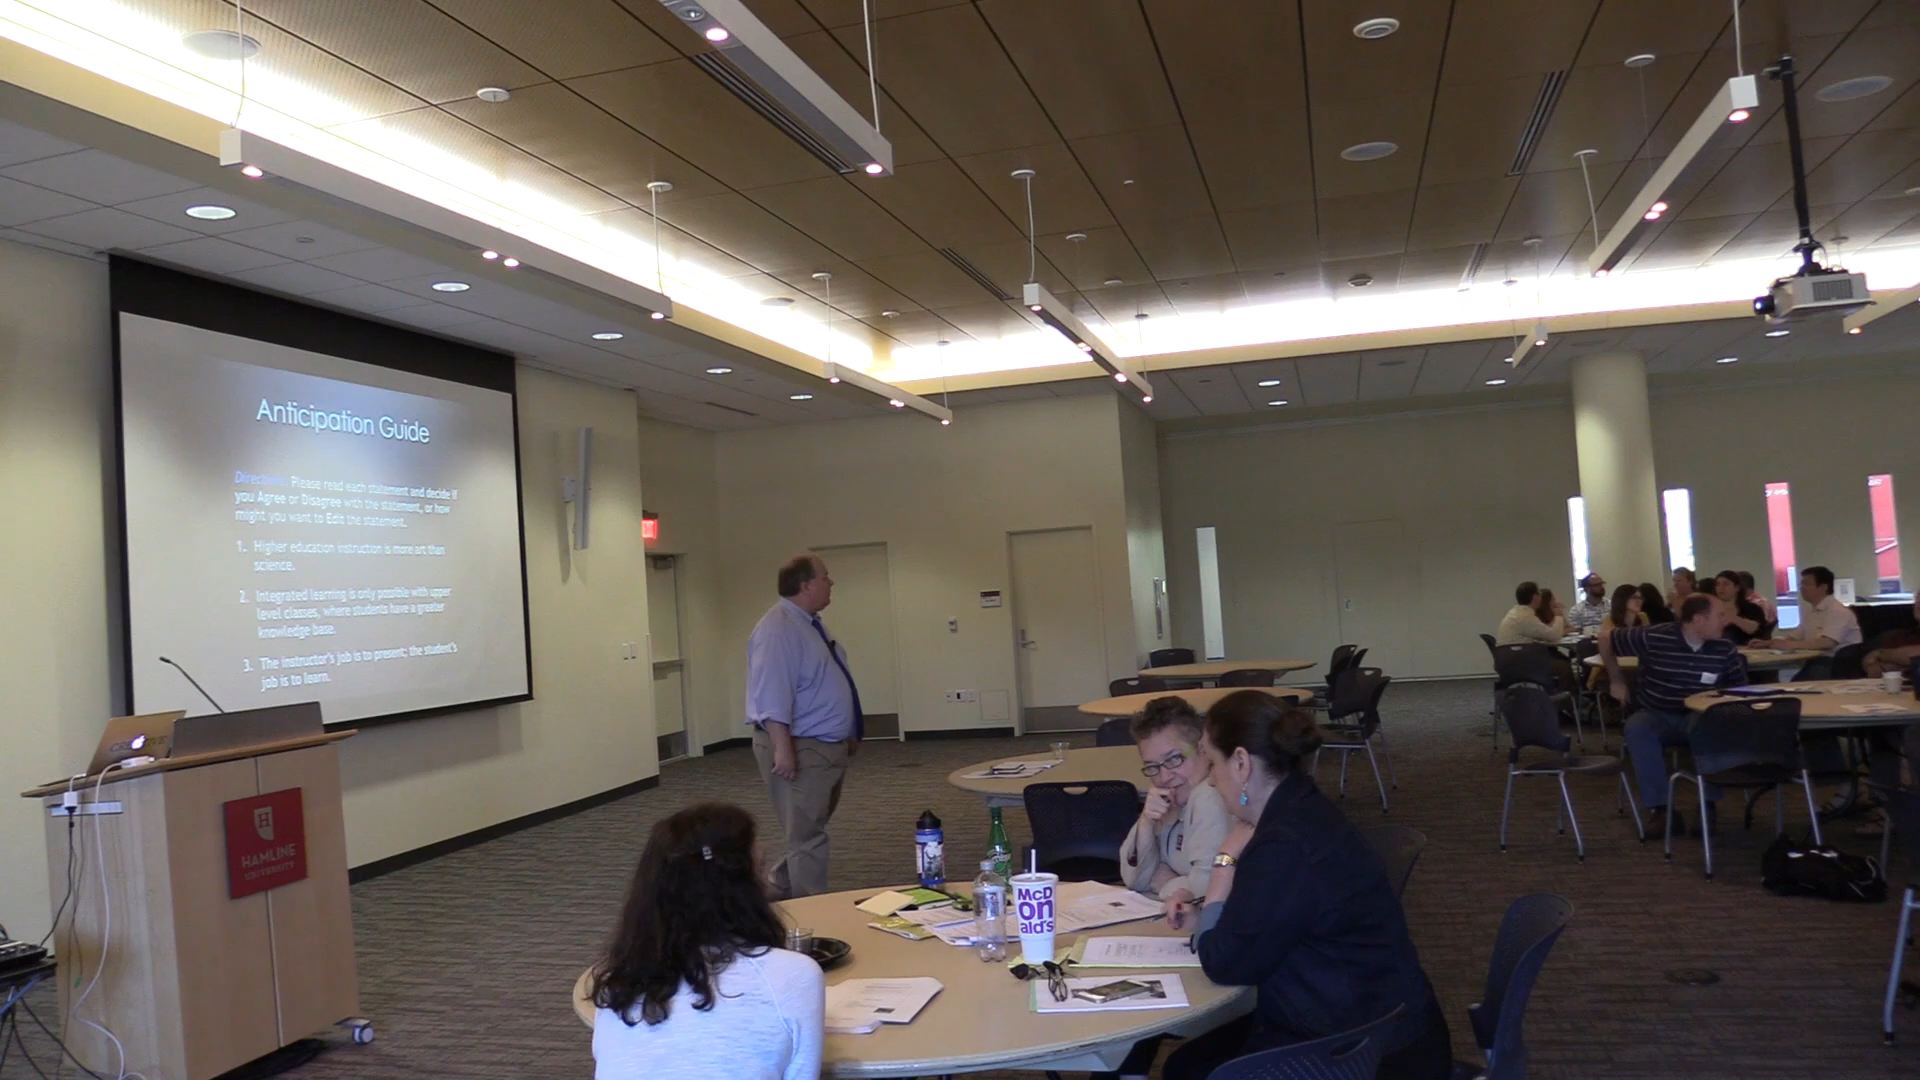 Anticipation Guide
Directions: Please read each statement and decide if
you Agree or Disagree with the statement, or how
might you want to Edit the statement.
1. Higher education instruction is more art than
science.
2. Integrated learning is only possible with upper
level classes, where students have a greater
knowledge base.
3. The instructor's job is to present; the student's
job is to learn.
EXIT
H
HAMLINE
UNIVERSITY
McD
on
ald's